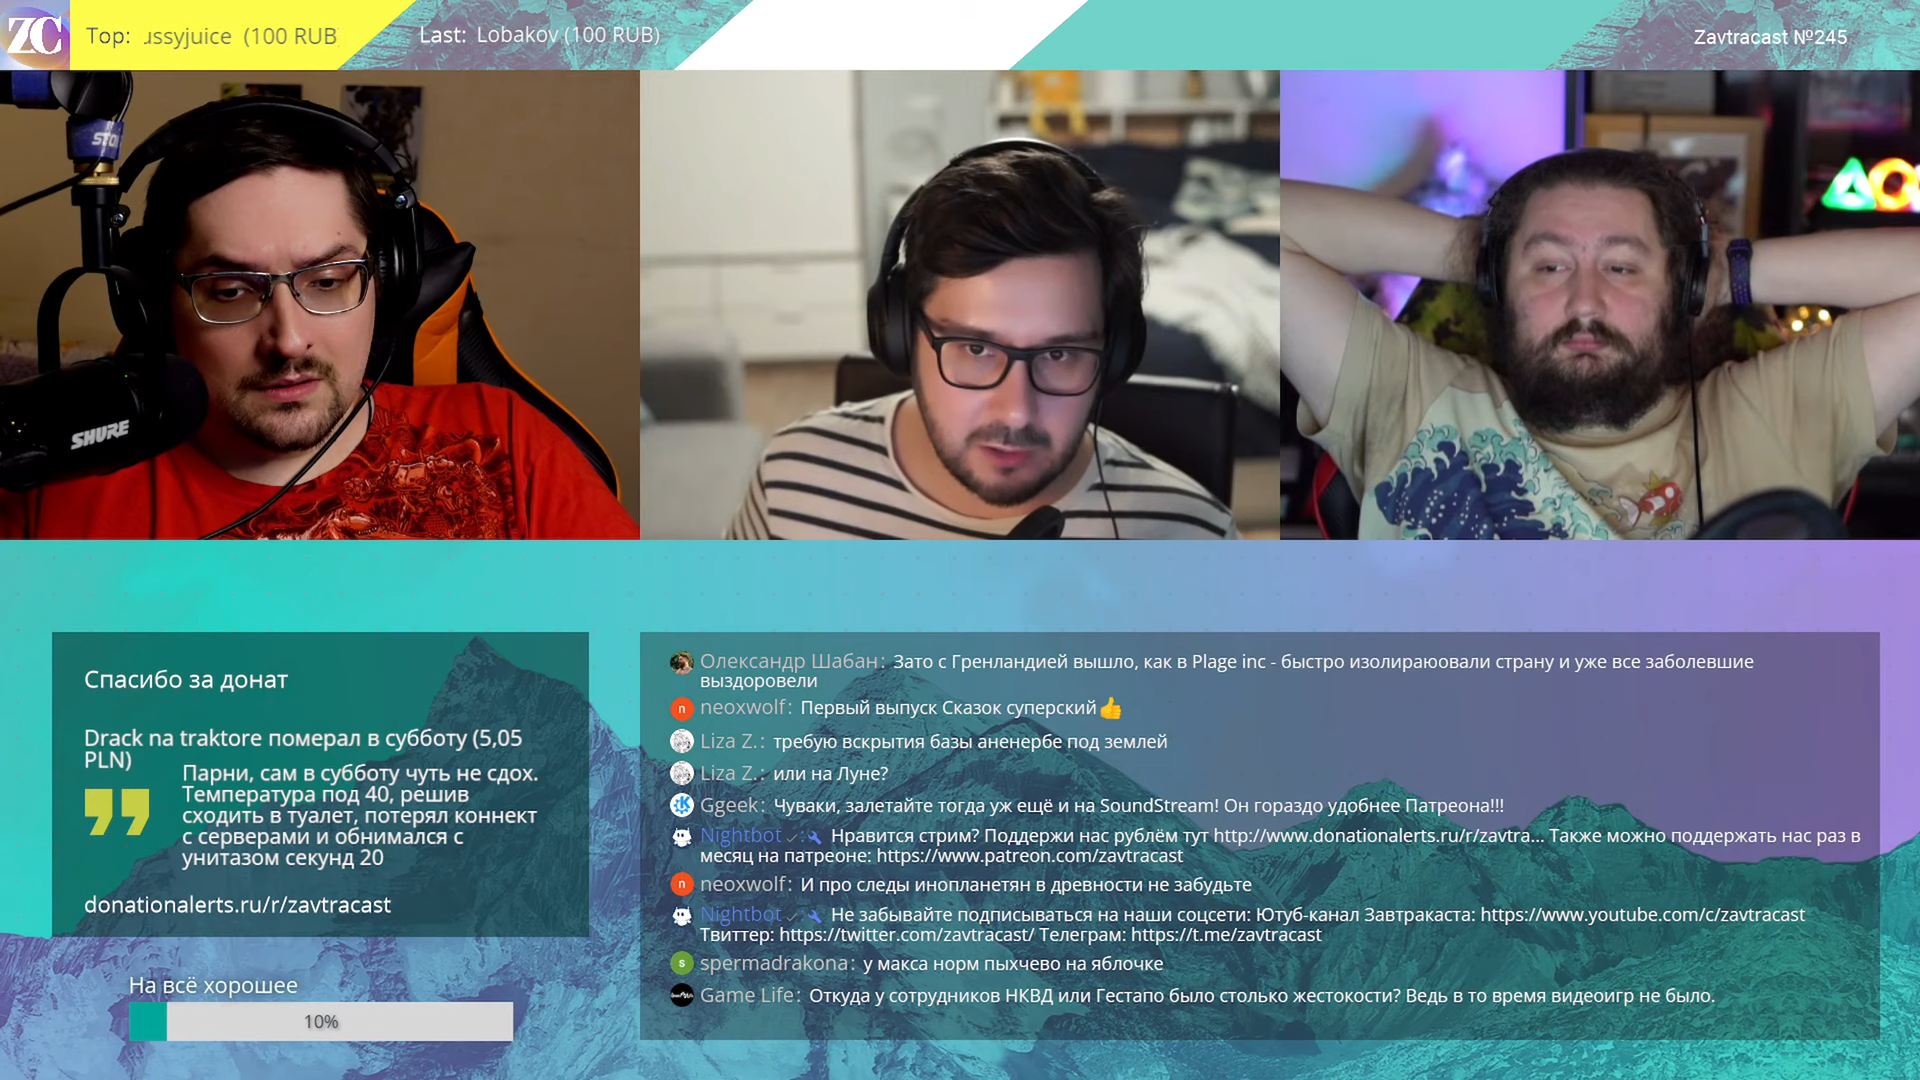 ZC
Top: ussyjuice (100 RUB
Last: Lobakov (100 RUB)
Zavtracast №245
SHURE
Спасибо за донат
Drack na traktore померал в субботу (5,05
PLN)
Парни, сам в субботу чуть не сдох.
Температура под 40, решив
сходить в туалет, потерял коннект
с серверами и обнимался с
унитазом секунд 20
donationalerts.ru/r/zavtracast
На всё хорошее
10%
Олександр Шабан: Зато с Гренландией вышло, как в Plage inc - быстро изолираюовали страну и уже все заболевшие
выздоровели
neoxwolf: Первый выпуск Сказок суперский👍
Liza Z.: требую вскрытия базы аненербе под землей
Liza Z.: или на Луне?
Ggeek: Чуваки, залетайте тогда уж ещё и на SoundStream! Он гораздо удобнее Патреона!!!
Nightbot: Нравится стрим? Поддержи нас рублём тут http://www.donationalerts.ru/r/zavtra... Также можно поддержать нас раз в
месяц на патреоне: https://www.patreon.com/zavtracast
neoxwolf: И про следы инопланетян в древности не забудьте
Nightbot: Не забывайте подписываться на наши соцсети: Ютуб-канал Завтракаста: https://www.youtube.com/c/zavtracast
Твиттер: https://twitter.com/zavtracast/ Телеграм: https://t.me/zavtracast
spermadrakona: у макса норм пыхчево на яблочке
Game Life: Откуда у сотрудников НКВД или Гестапо было столько жестокости? Ведь в то время видеоигр не было.